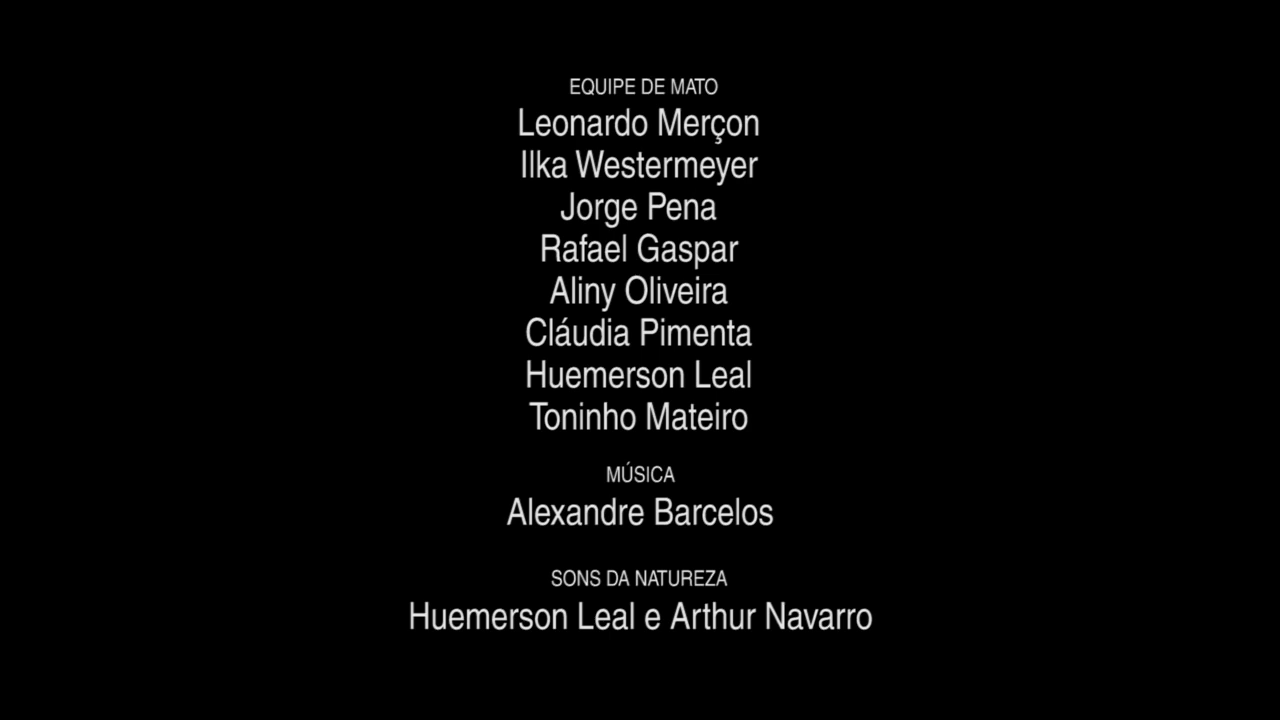 EQUIPE DE MATO
Leonardo Merçon
Ilka Westermeyer
Jorge Pena
Rafael Gaspar
Aliny Oliveira
Cláudia Pimenta
Huemerson Leal
Toninho Mateiro
MÚSICA
Alexandre Barcelos
SONS DA NATUREZA
Huemerson Leal e Arthur Navarro